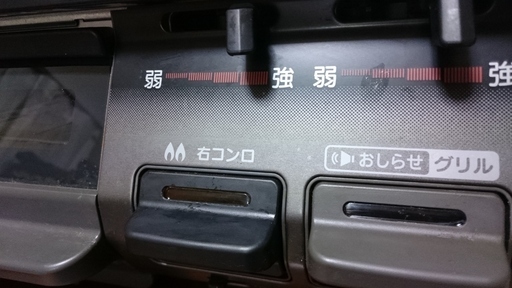 弱 強 弱 強
右コンロ
おしらせ グリル